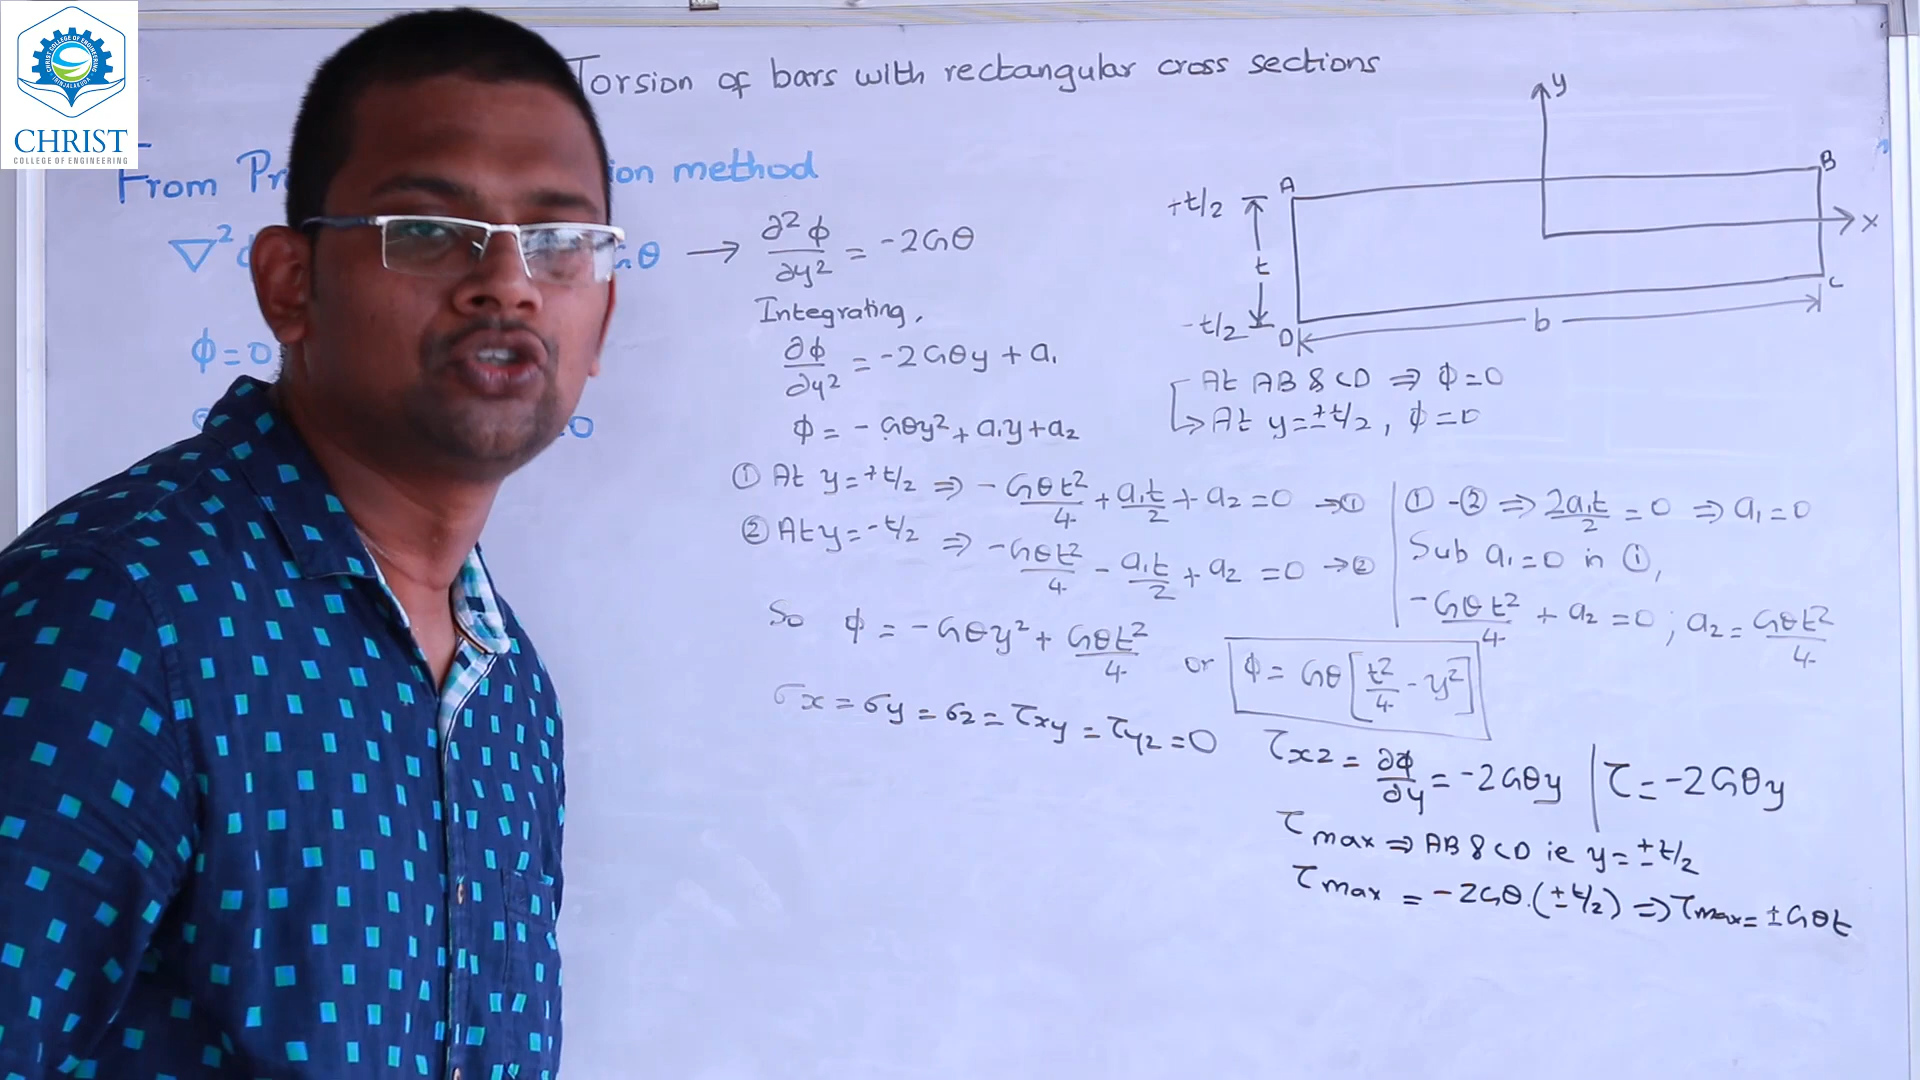 CHRIST
COLLEGE OF ENGINEERING
Torsion of bars with rectangular cross sections
From method
∇² Gθ → ∂²ϕ/∂y² = -2Gθ
Integrating,
ϕ=0
∂ϕ/∂y² = -2Gθy + a₁
=0
ϕ = -Gθy² + a₁y + a₂
y
A
B
+t/2
x
t
C
-t/2
D
b
At AB & CD ⇒ ϕ=0
At y=±t/2, ϕ=0
① At y=+t/2 ⇒ -Gθt²/4 + a₁t/2 + a₂ = 0 →①
② At y=-t/2 ⇒ -Gθt²/4 - a₁t/2 + a₂ = 0 →②
① - ② ⇒ 2a₁t/2 = 0 ⇒ a₁=0
Sub a₁=0 in ①,
-Gθt²/4 + a₂ = 0 ; a₂ = Gθt²/4
So ϕ = -Gθy² + Gθt²/4 or ϕ = Gθ[t²/4 - y²]
σx = σy = σz = τxy = τyz = 0
τxz = ∂ϕ/∂y = -2Gθy | τ = -2Gθy
τmax ⇒ AB & CD ie y = ±t/2
τmax = -2Gθ.(±t/2) ⇒ τmax = ±Gθt